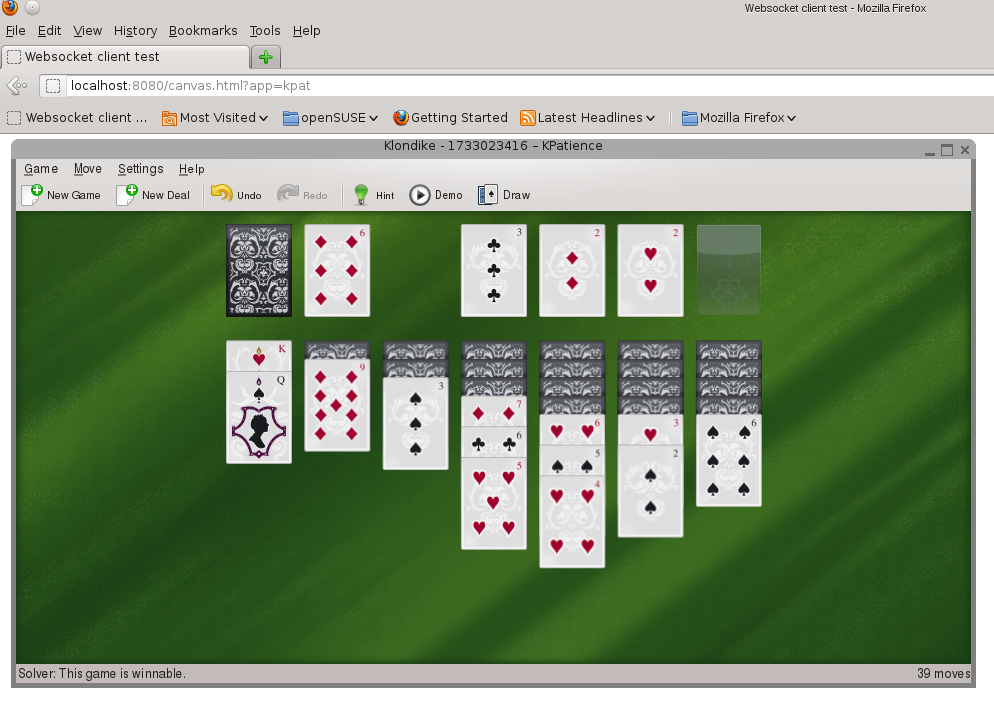 Websocket client test - Mozilla Firefox
File Edit View History Bookmarks Tools Help
Websocket client test
localhost:8080/canvas.html?app=kpat
Websocket client ... Most Visited openSUSE Getting Started Latest Headlines Mozilla Firefox
Klondike - 1733023416 – KPatience
Game Move Settings Help
New Game New Deal Undo Redo Hint Demo Draw
6 3 2 2
K
Q 9 3 7 6 3 6
6 5 2
5 4
Solver: This game is winnable. 39 moves